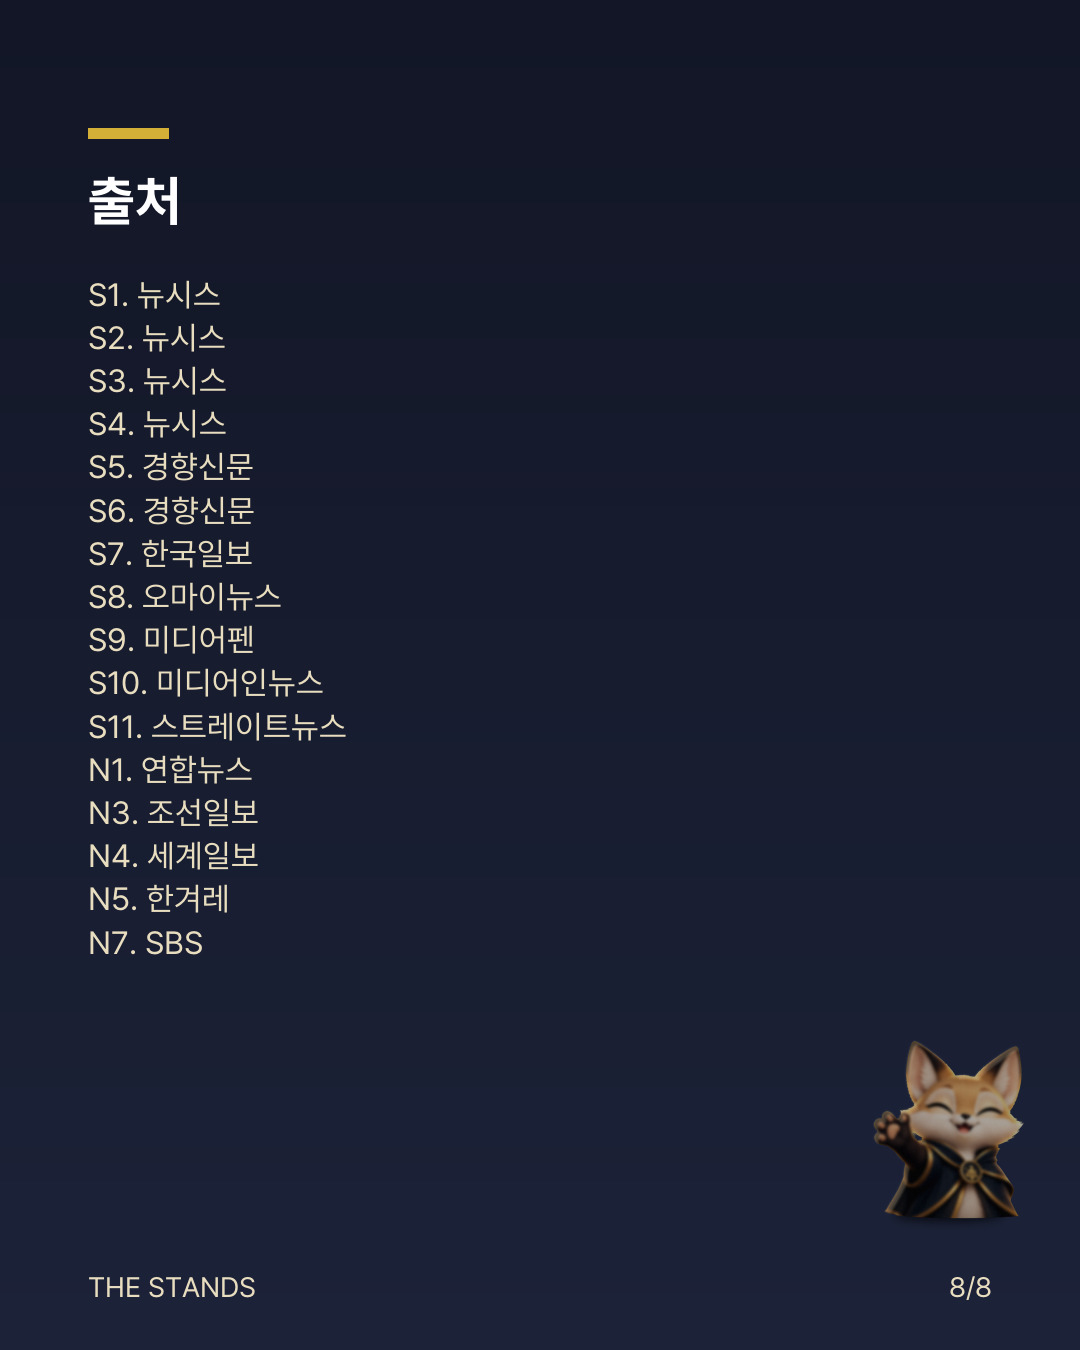 출처
S1. 뉴시스
S2. 뉴시스
S3. 뉴시스
S4. 뉴시스
S5. 경향신문
S6. 경향신문
S7. 한국일보
S8. 오마이뉴스
S9. 미디어펜
S10. 미디어인뉴스
S11. 스트레이트뉴스
N1. 연합뉴스
N3. 조선일보
N4. 세계일보
N5. 한겨레
N7. SBS
THE STANDS
8/8